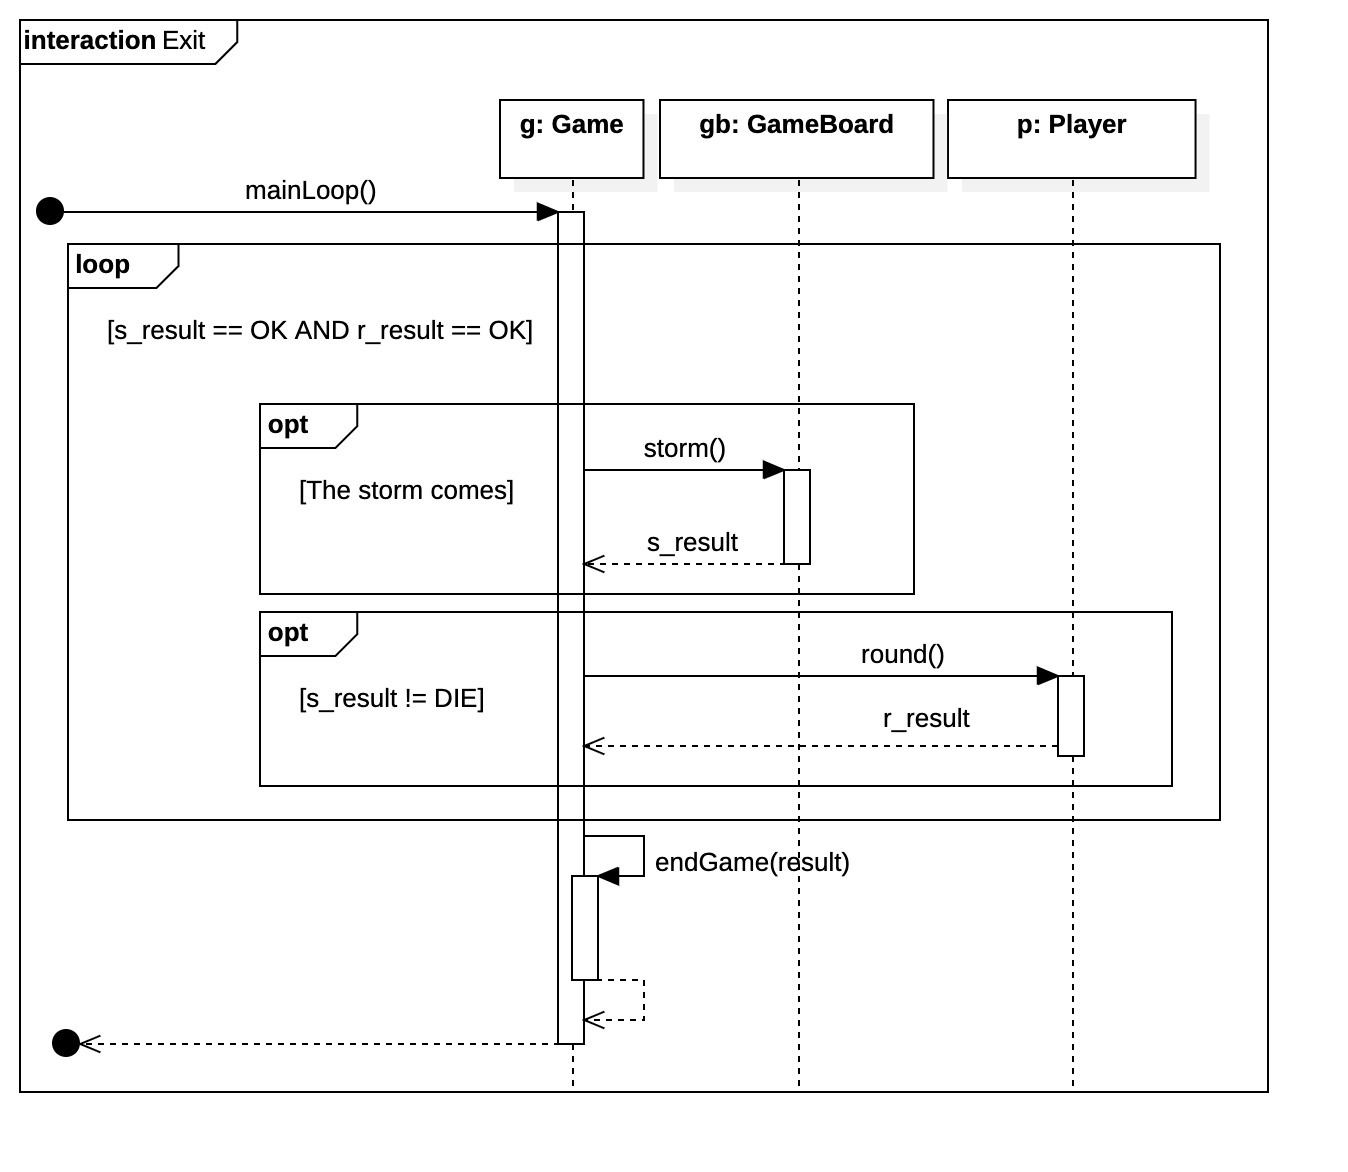 interaction Exit
g: Game
gb: GameBoard
p: Player
mainLoop()
loop
[s_result == OK AND r_result == OK]
opt
storm()
[The storm comes]
s_result
opt
round()
[s_result != DIE]
r_result
endGame(result)